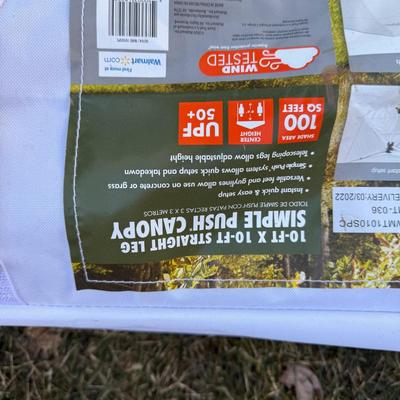 10-FT X 10-FT STRAIGHT LEG
SIMPLE PUSH CANOPY
TOLDO DE SIMPLE PUSH CON PATAS RECTAS 3 X 3 METROS
• Instant quick & easy setup
• Versatile feet and guylines allow use on concrete or grass
• Simple Push system allows quick setup and takedown
• Telescoping legs allow adjustable height
100
SQ FEET
SHADE AREA
CENTER
HEIGHT
UPF
50+
WIND
TESTED
Find more at
Walmart
.com
DELIVERY:03/2022
WMT1010SPC